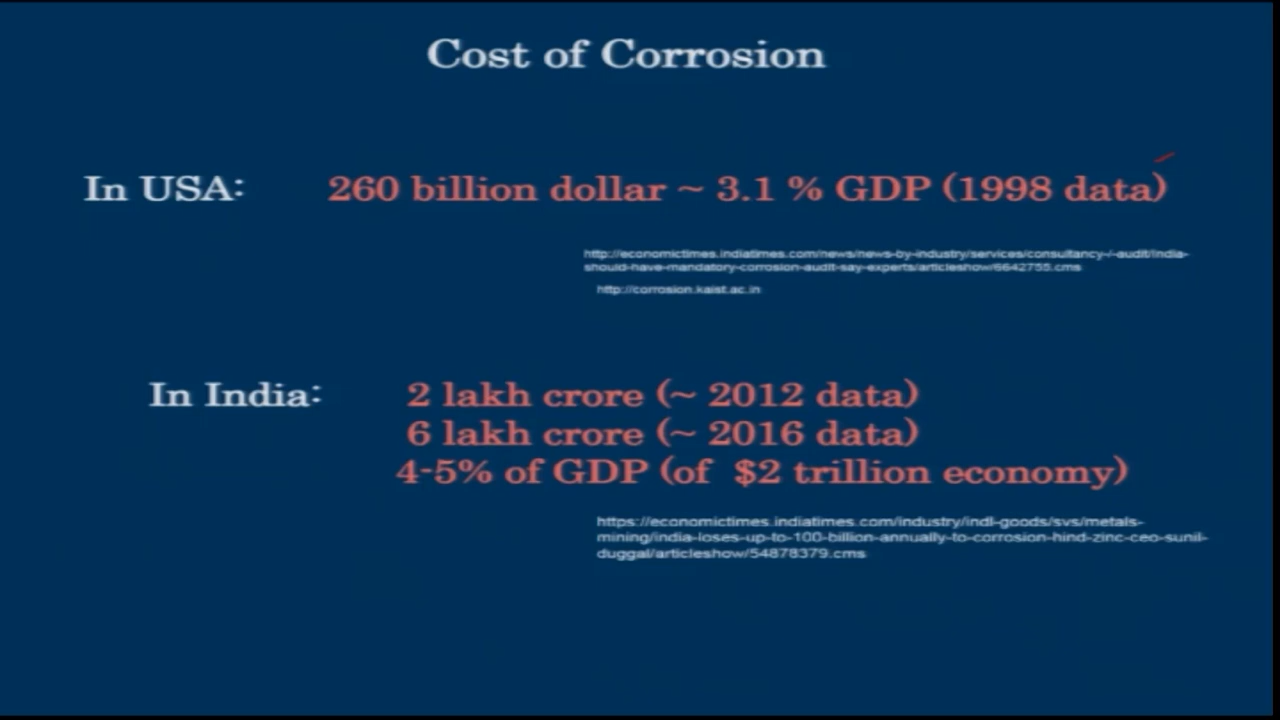 Cost of Corrosion
In USA: 260 billion dollar ~ 3.1 % GDP (1998 data)
http://economictimes.indiatimes.com/news/news-by-industry/services/consultancy-/-audit/india-
should-have-mandatory-corrosion-audit-say-experts/articleshow/6642755.cms
http://corrosion.kaist.ac.in
In India: 2 lakh crore (~ 2012 data)
6 lakh crore (~ 2016 data)
4-5% of GDP (of $2 trillion economy)
https://economictimes.indiatimes.com/industry/indl-goods/svs/metals-
mining/india-loses-up-to-100-billion-annually-to-corrosion-hind-zinc-ceo-sunil-
duggal/articleshow/54878379.cms